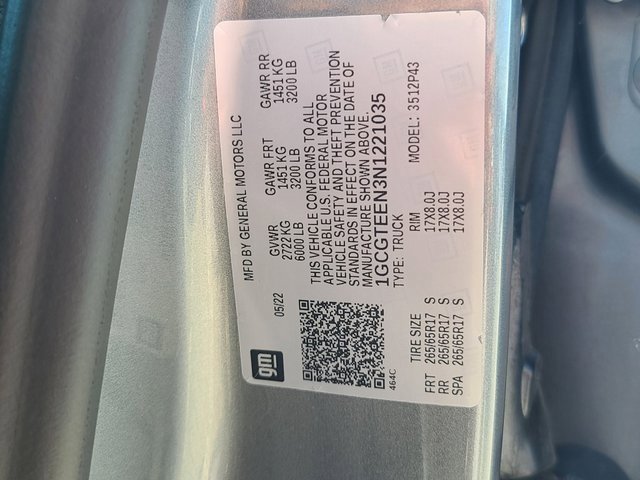 gm
MFD BY GENERAL MOTORS LLC
05/22
GVWR GAWR FRT GAWR RR
2722 KG 1451 KG 1451 KG
6000 LB 3200 LB 3200 LB
THIS VEHICLE CONFORMS TO ALL
APPLICABLE U.S. FEDERAL MOTOR
VEHICLE SAFETY AND THEFT PREVENTION
STANDARDS IN EFFECT ON THE DATE OF
MANUFACTURE SHOWN ABOVE.
1GCGTEEN3N1221035
464C
TYPE: TRUCK MODEL: 3512P43
TIRE SIZE RIM
FRT 265/65R17 S 17X8.0J
RR 265/65R17 S 17X8.0J
SPA 265/65R17 S 17X8.0J